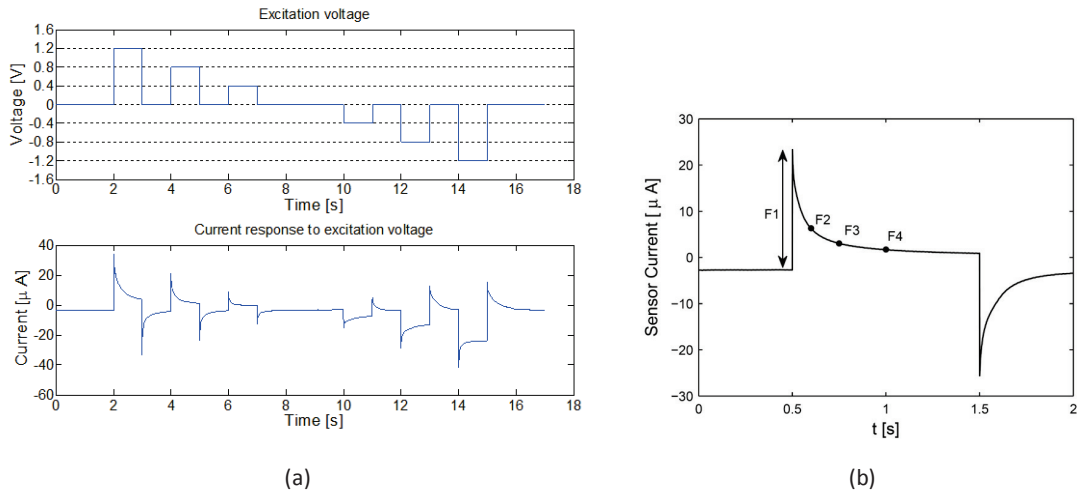 Excitation voltage
1.6
1.2
0.8
0.4
0
-0.4
-0.8
-1.2
-1.6
Voltage [V]
0 2 4 6 8 10 12 14 16 18
Time [s]
Current response to excitation voltage
40
20
0
-20
-40
-60
Current [μ A]
0 2 4 6 8 10 12 14 16 18
Time [s]
(a)
30
20
10
0
−10
−20
−30
Sensor Current [ μ A]
F1
F2
F3
F4
0 0.5 1 1.5 2
t [s]
(b)